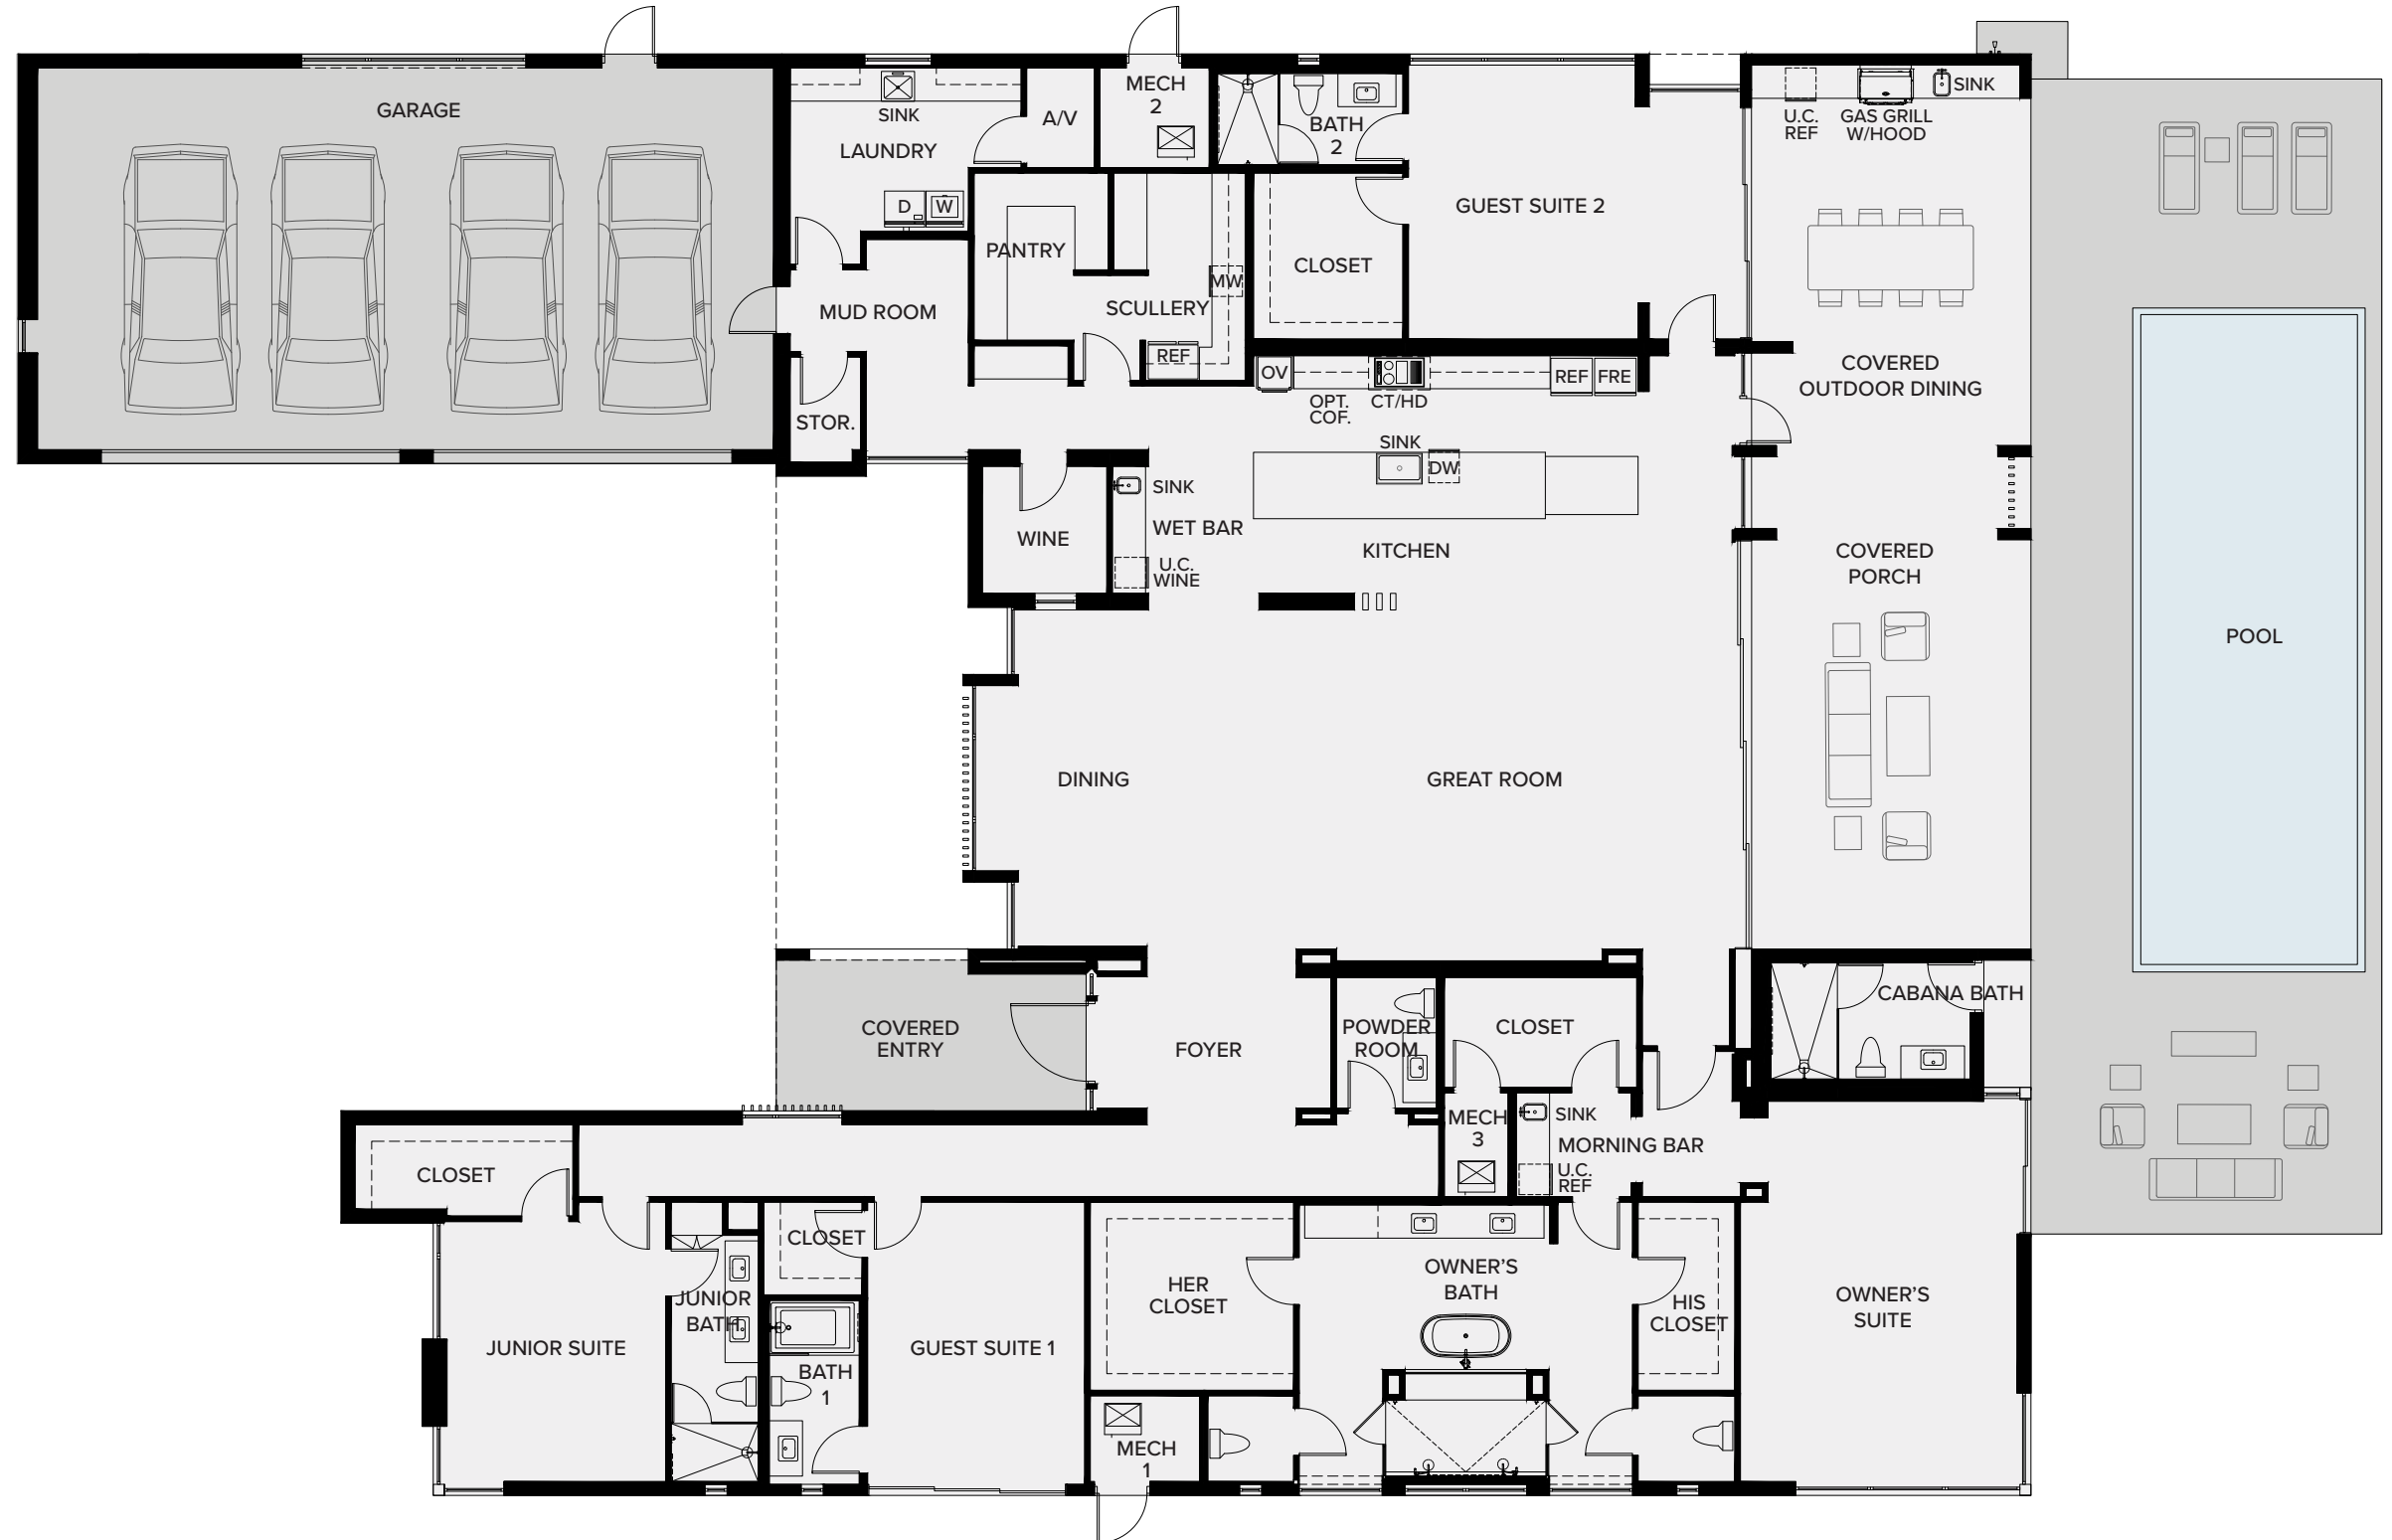 GARAGE
SINK
LAUNDRY
A/V
MECH
2
BATH
2
D
W
PANTRY
SCULLERY
MW
REF
CLOSET
GUEST SUITE 2
MUD ROOM
STOR.
U.C.
REF
GAS GRILL
W/HOOD
SINK
COVERED
OUTDOOR DINING
OV
OPT.
COF.
CT/HD
REF
FRE
SINK
DW
KITCHEN
WINE
SINK
WET BAR
U.C.
WINE
COVERED
PORCH
POOL
DINING
GREAT ROOM
COVERED
ENTRY
FOYER
POWDER
ROOM
CLOSET
CABANA BATH
MECH
3
SINK
MORNING BAR
U.C.
REF
CLOSET
JUNIOR SUITE
JUNIOR
BATH
CLOSET
BATH
1
GUEST SUITE 1
HER
CLOSET
MECH
1
OWNER'S
BATH
HIS
CLOSET
OWNER'S
SUITE